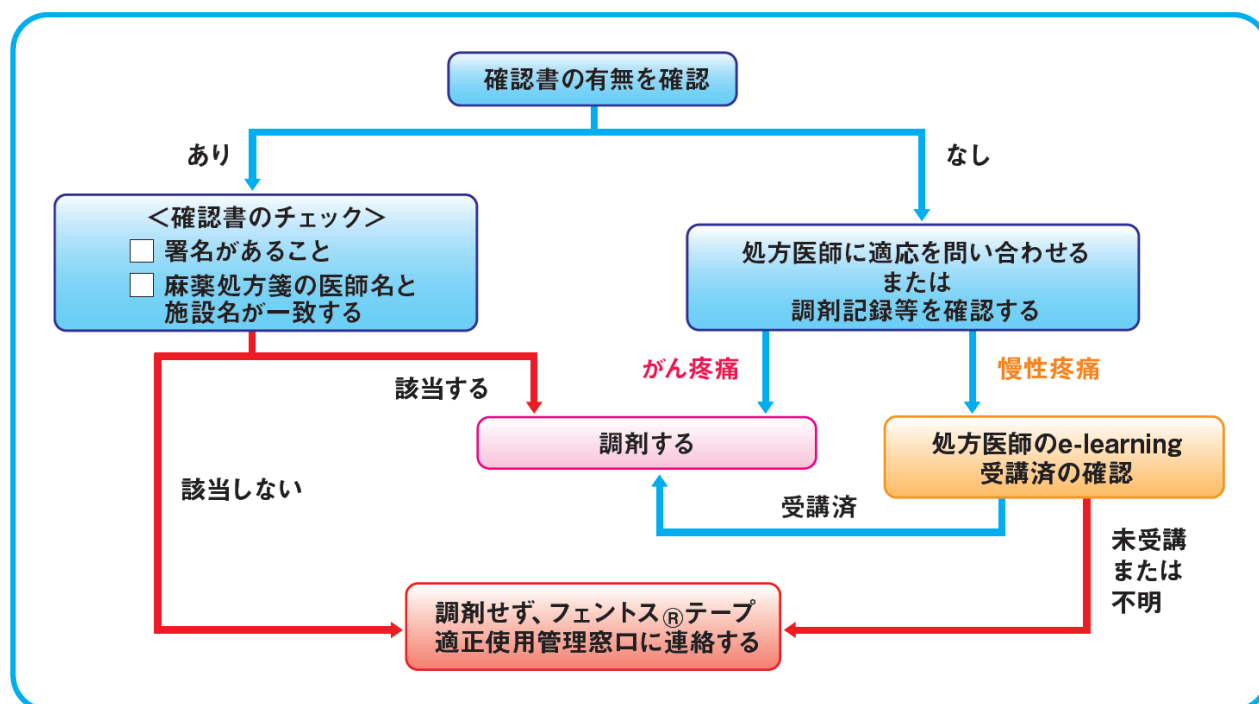 確認書の有無を確認
あり
なし
＜確認書のチェック＞
□ 署名があること
□ 麻薬処方箋の医師名と
施設名が一致する
処方医師に適応を問い合わせる
または
調剤記録等を確認する
がん疼痛
慢性疼痛
該当する
該当しない
調剤する
処方医師のe-learning
受講済の確認
受講済
未受講
または
不明
調剤せず、フェントス®テープ
適正使用管理窓口に連絡する